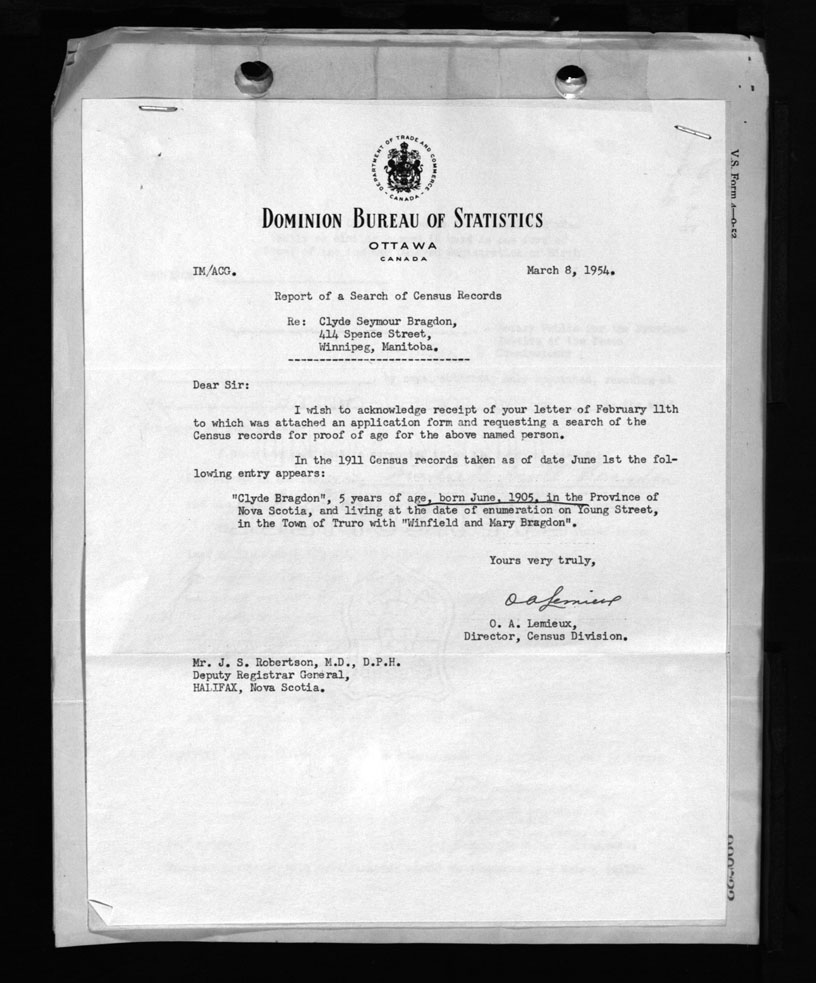 DEPARTMENT OF TRADE AND COMMERCE
CANADA
DOMINION BUREAU OF STATISTICS
OTTAWA
CANADA
IM/ACG. March 8, 1954.
Report of a Search of Census Records
Re: Clyde Seymour Bragdon,
414 Spence Street,
Winnipeg, Manitoba.
Dear Sir:
I wish to acknowledge receipt of your letter of February 11th
to which was attached an application form and requesting a search of the
Census records for proof of age for the above named person.
In the 1911 Census records taken as of date June 1st the fol-
lowing entry appears:
"Clyde Bragdon", 5 years of age, born June, 1905, in the Province of
Nova Scotia, and living at the date of enumeration on Young Street,
in the Town of Truro with "Winfield and Mary Bragdon".
Yours very truly,
O A Lemieux
O. A. Lemieux,
Director, Census Division.
Mr. J. S. Robertson, M.D., D.P.H.
Deputy Registrar General,
HALIFAX, Nova Scotia.
V.S. Form